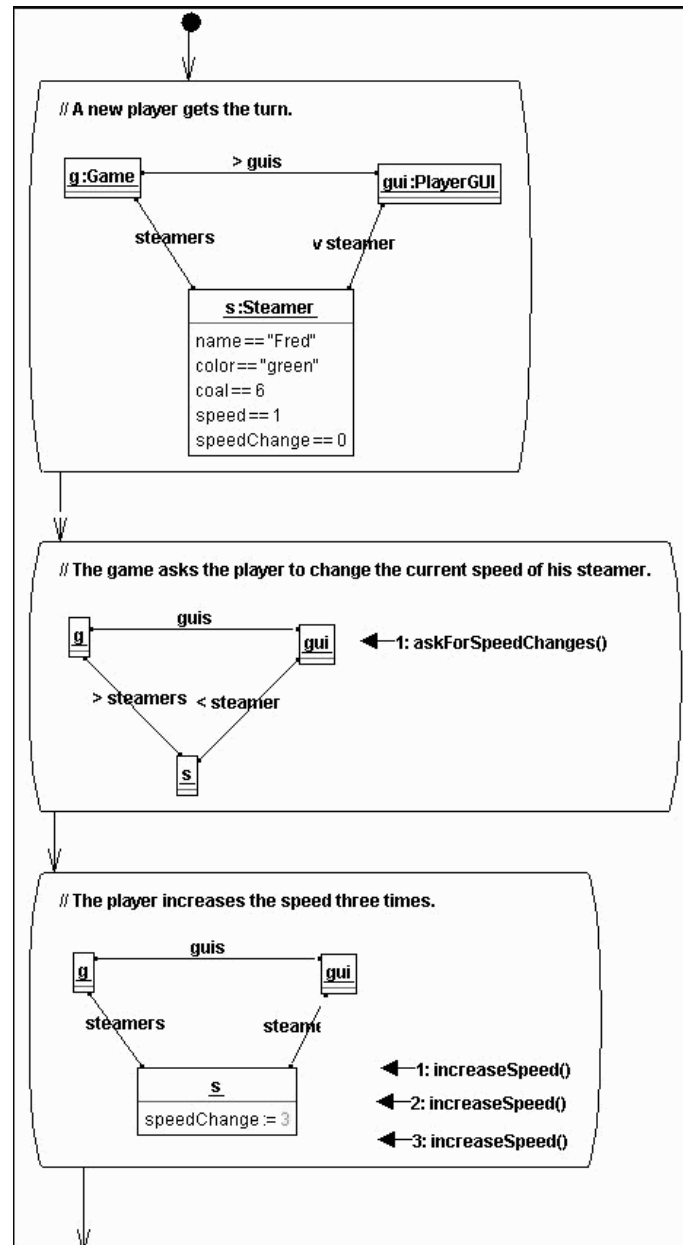 // A new player gets the turn.
> guis
g :Game
gui :PlayerGUI
steamers
v steamer
s :Steamer
name == "Fred"
color == "green"
coal == 6
speed == 1
speedChange == 0
// The game asks the player to change the current speed of his steamer.
guis
g
gui
1: askForSpeedChanges()
> steamers
< steamer
s
// The player increases the speed three times.
guis
g
gui
steamers
steame
1: increaseSpeed()
s
2: increaseSpeed()
speedChange := 3
3: increaseSpeed()